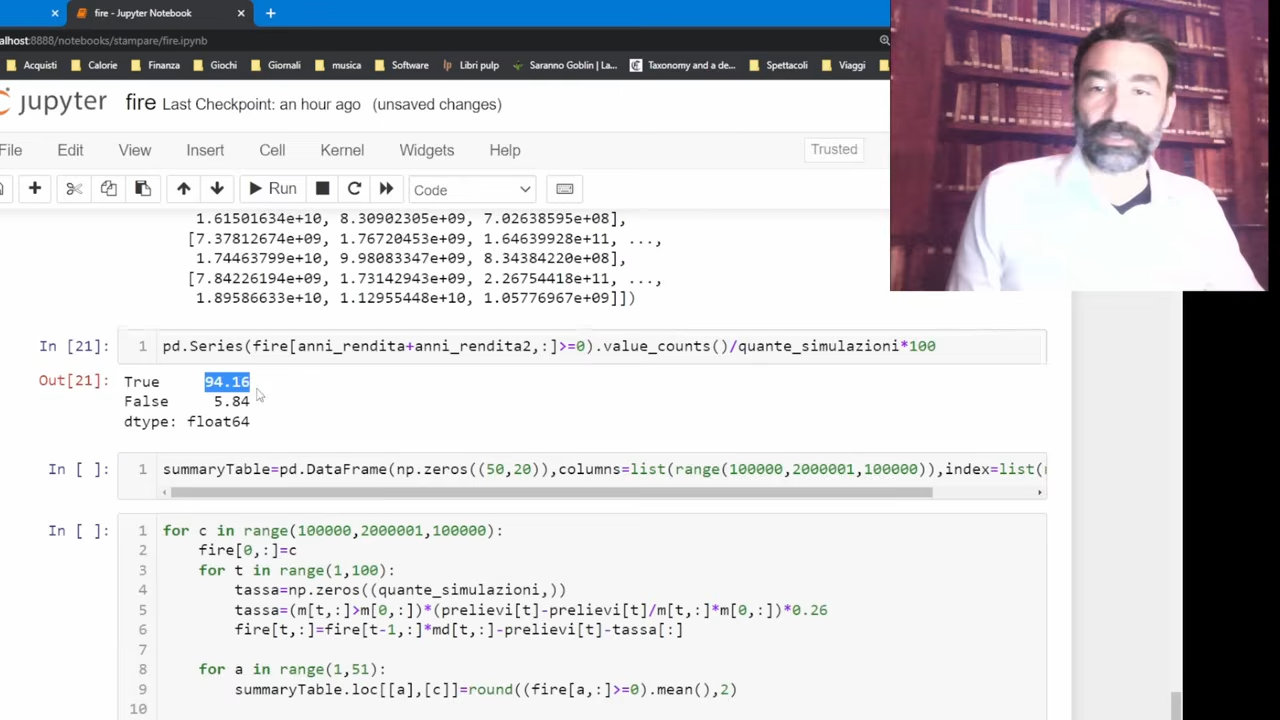 fire - Jupyter Notebook
alhost:8888/notebooks/stampare/fire.ipynb
Acquisti Calorie Finanza Giochi Giornali musica Software Libri pulp Saranno Goblin | La... Taxonomy and a de... Spettacoli Viaggi
jupyter fire Last Checkpoint: an hour ago (unsaved changes)
File Edit View Insert Cell Kernel Widgets Help Trusted
Run Code
1.61501634e+10, 8.30902305e+09, 7.02638595e+08],
[7.37812674e+09, 1.76720453e+09, 1.64639928e+11, ...,
1.74463799e+10, 9.98083347e+09, 8.34384220e+08],
[7.84226194e+09, 1.73142943e+09, 2.26754418e+11, ...,
1.89586633e+10, 1.12955448e+10, 1.05776967e+09]])
In [21]: 1 pd.Series(fire[anni_rendita+anni_rendita2,:]>=0).value_counts()/quante_simulazioni*100
Out[21]: True 94.16
False 5.84
dtype: float64
In [ ]: 1 summaryTable=pd.DataFrame(np.zeros((50,20)),columns=list(range(100000,2000001,100000)),index=list(
In [ ]: 1 for c in range(100000,2000001,100000):
2 fire[0,:]=c
3 for t in range(1,100):
4 tassa=np.zeros((quante_simulazioni,))
5 tassa=(m[t,:]>m[0,:])*(prelievi[t]-prelievi[t]/m[t,:]*m[0,:])*0.26
6 fire[t,:]=fire[t-1,:]*md[t,:]-prelievi[t]-tassa[:]
7
8 for a in range(1,51):
9 summaryTable.loc[[a],[c]]=round((fire[a,:]>=0).mean(),2)
10